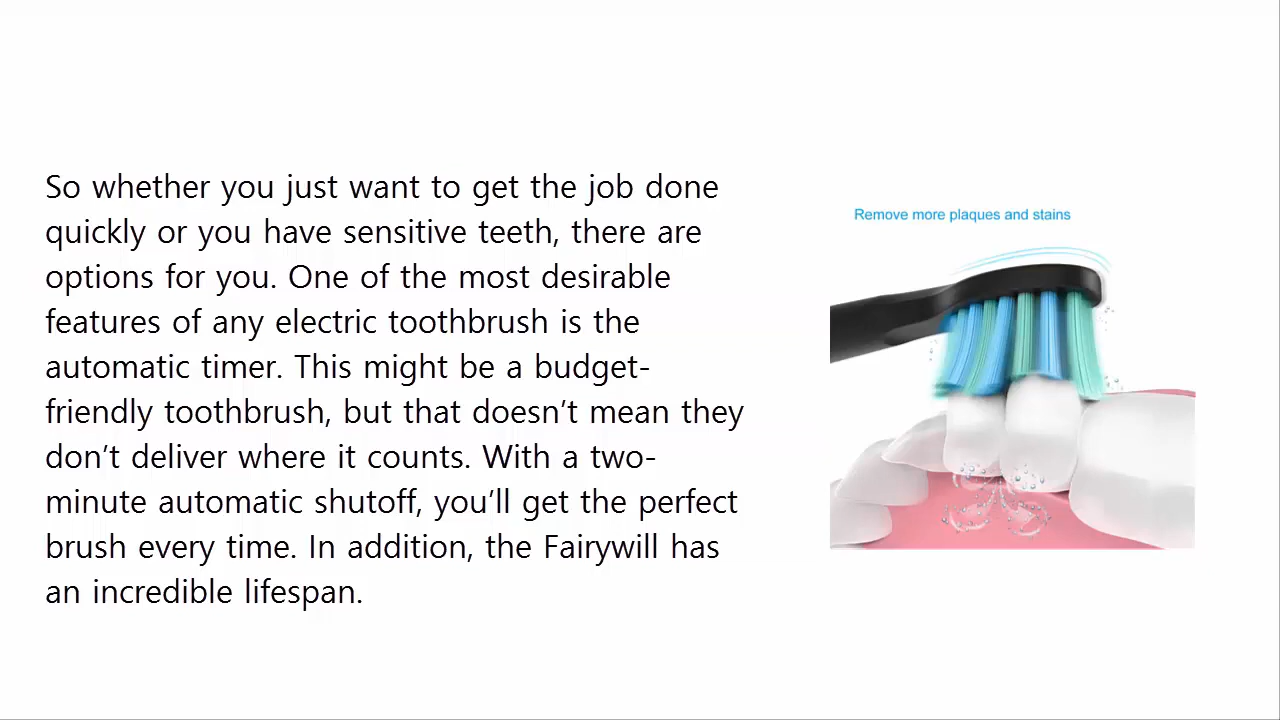 So whether you just want to get the job done
quickly or you have sensitive teeth, there are
options for you. One of the most desirable
features of any electric toothbrush is the
automatic timer. This might be a budget-
friendly toothbrush, but that doesn’t mean they
don’t deliver where it counts. With a two-
minute automatic shutoff, you’ll get the perfect
brush every time. In addition, the Fairywill has
an incredible lifespan.
Remove more plaques and stains